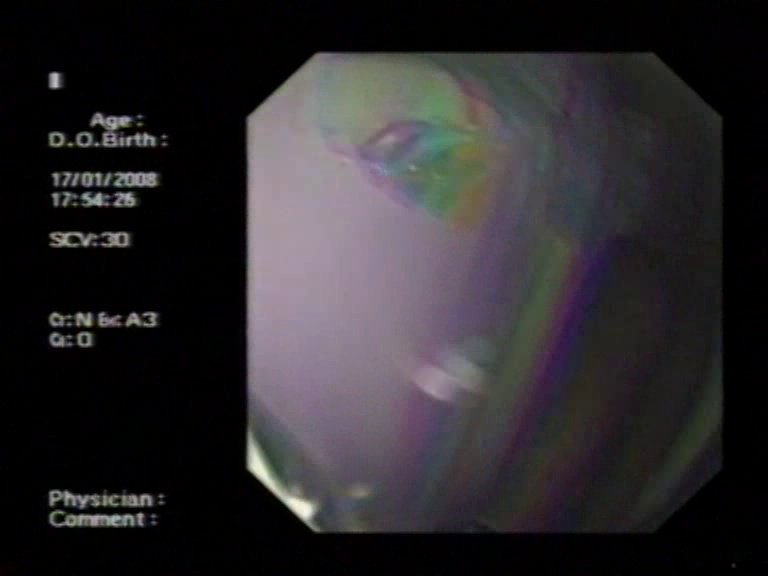 Age:
D.O.Birth:
17/01/2008
17:54:26
SCV:30
Physician:
Comment: